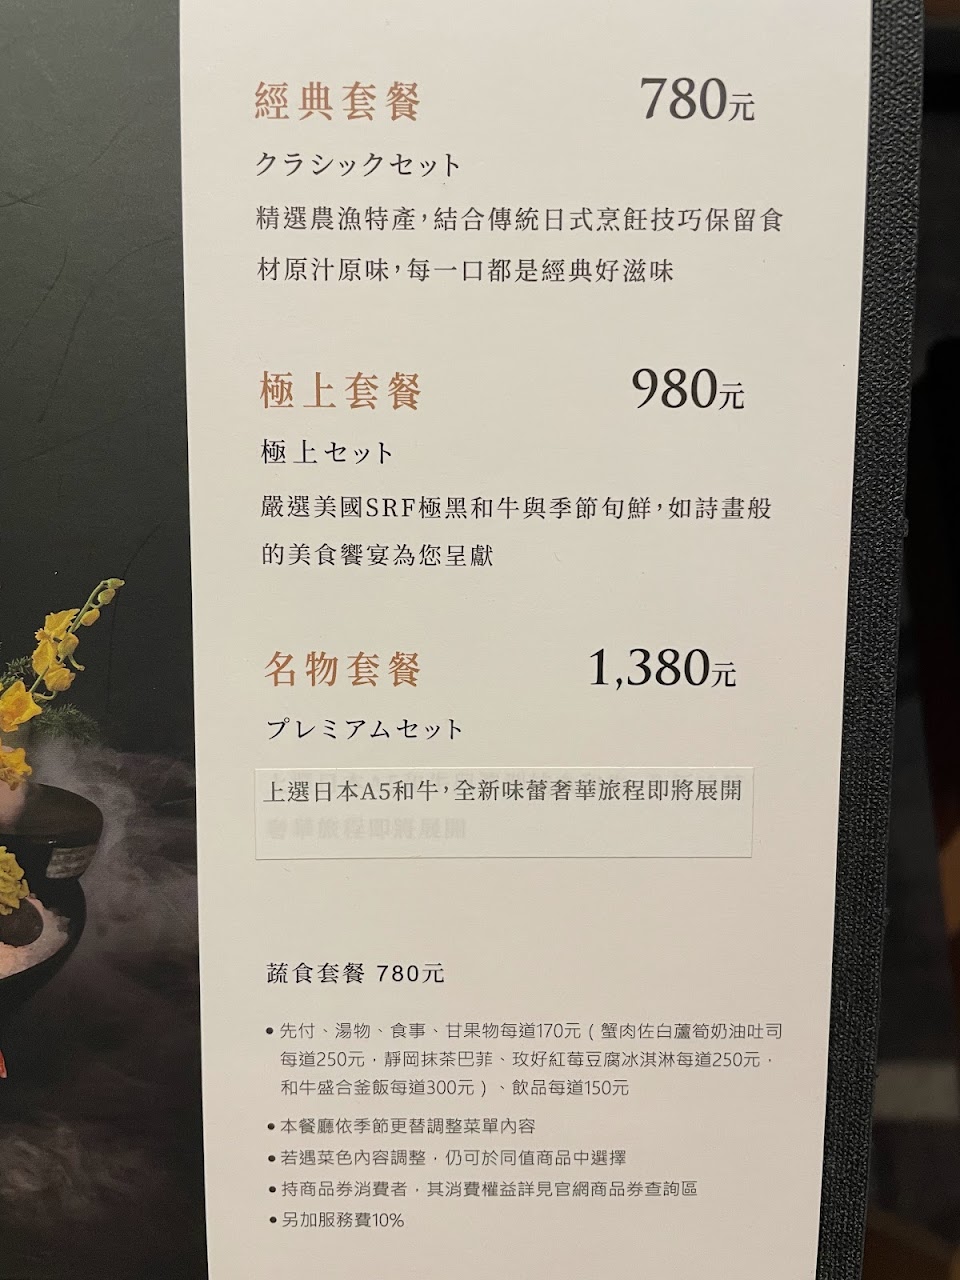 經典套餐 780元
クラシックセット
精選農漁特產，結合傳統日式烹飪技巧保留食
材原汁原味，每一口都是經典好滋味
極上套餐 980元
極上セット
嚴選美國SRF極黑和牛與季節旬鮮，如詩畫般
的美食饗宴為您呈獻
名物套餐 1,380元
プレミアムセット
上選日本A5和牛，全新味蕾奢華旅程即將展開
奢華旅程即將展開
蔬食套餐 780元
• 先付、湯物、食事、甘果物每道170元（蟹肉佐白蘆筍奶油吐司
每道250元，靜岡抹茶巴菲、玫好紅莓豆腐冰淇淋每道250元，
和牛盛合釜飯每道300元）、飲品每道150元
• 本餐廳依季節更替調整菜單內容
• 若遇菜色內容調整，仍可於同值商品中選擇
• 持商品券消費者，其消費權益詳見官網商品券查詢區
• 另加服務費10%